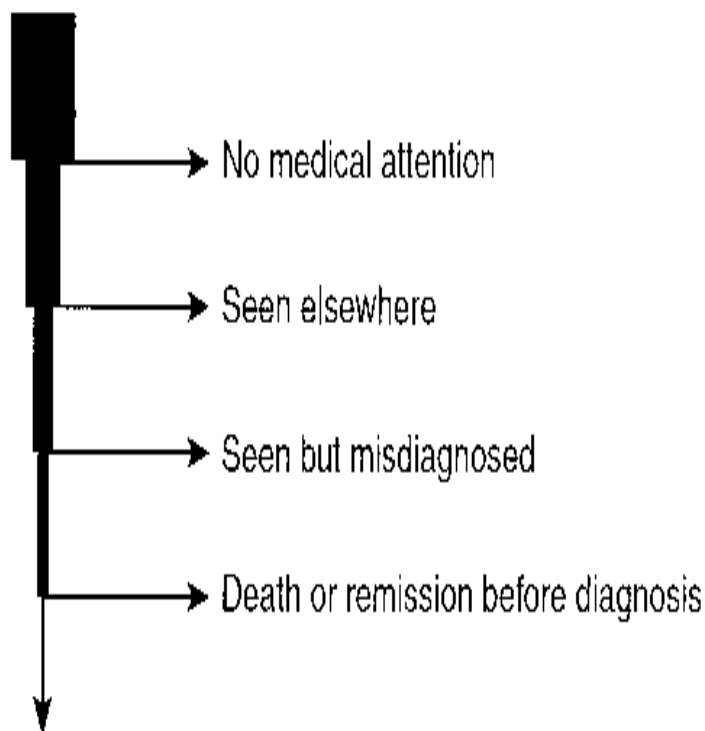 No medical attention
Seen elsewhere
Seen but misdiagnosed
Death or remission before diagnosis